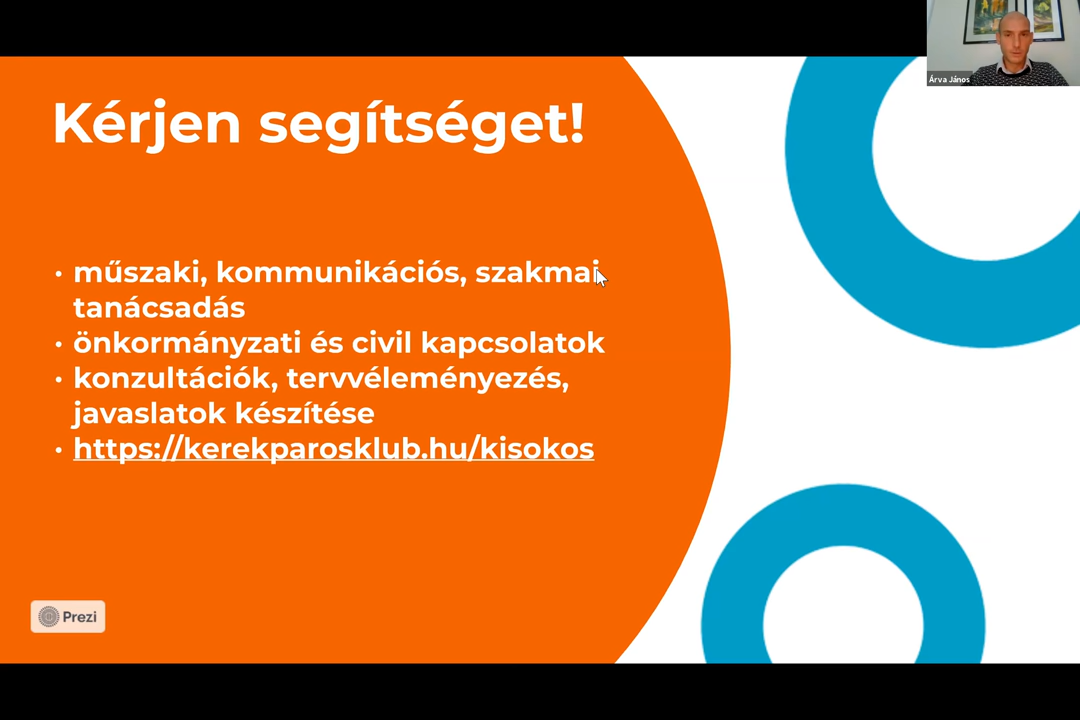 Árva János
Kérjen segítséget!
• műszaki, kommunikációs, szakmai
tanácsadás
• önkormányzati és civil kapcsolatok
• konzultációk, tervvéleményezés,
javaslatok készítése
• https://kerekparosklub.hu/kisokos
Prezi